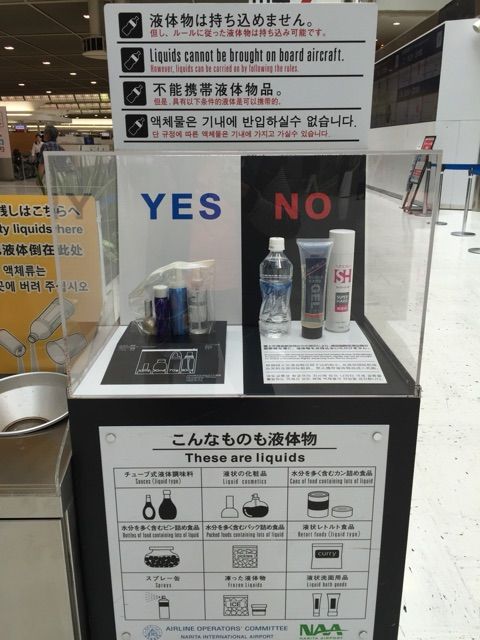 液体物は持ち込めません。
但し、ルールに従った液体物は持込み可能です。
Liquids cannot be brought on board aircraft.
However, liquids can be carried on by following the rules.
不能携带液体物品。
但是,具有以下条件的液体是可以携带的。
액체물은 기내에 반입하실수 없습니다.
단 규정에 따른 액체물은 기내에 가지고 가실수 있습니다.
YES
NO
しはこちらへ
ty liquids here
液体倒在此处
액체류는
버려 주십시오
GEL
SH
SUPER HARD
こんなものも液体物
These are liquids
チューブ式液体調味料
Sauces (liquid type)
液状の化粧品
Liquid cosmetics
水分を多く含むカン詰め食品
Cans of food containing lots of liquid
水分を多く含むビン詰め食品
Bottles of food containing lots of liquid
水分を多く含むパック詰め食品
Packed foods containing lots of liquid
液状レトルト食品
Retort foods (liquid type)
curry
スプレー缶
Sprays
凍った液体物
Frozen Liquids
液状洗面用品
Liquid bath goods
AIRLINE OPERATORS' COMMITTEE
NARITA INTERNATIONAL AIRPORT
NAA
NARITA AIRPORT